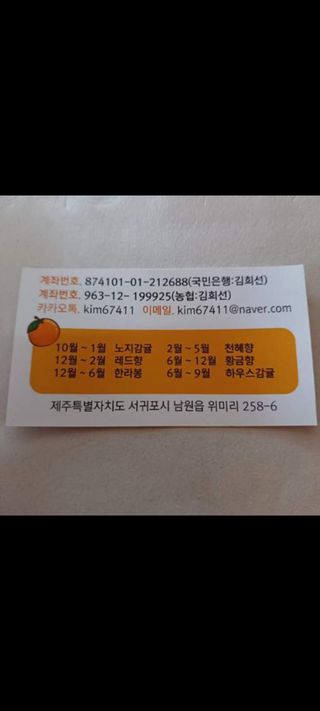 계좌번호. 874101-01-212688(국민은행:김희선)
계좌번호. 963-12- 199925(농협:김희선)
카카오톡. kim67411 이메일. kim67411@naver.com
10월 ~ 1월 노지감귤 2월 ~ 5월 천혜향
12월 ~ 2월 레드향 6월 ~ 12월 황금향
12월 ~ 6월 한라봉 6월 ~ 9월 하우스감귤
제주특별자치도 서귀포시 남원읍 위미리 258-6